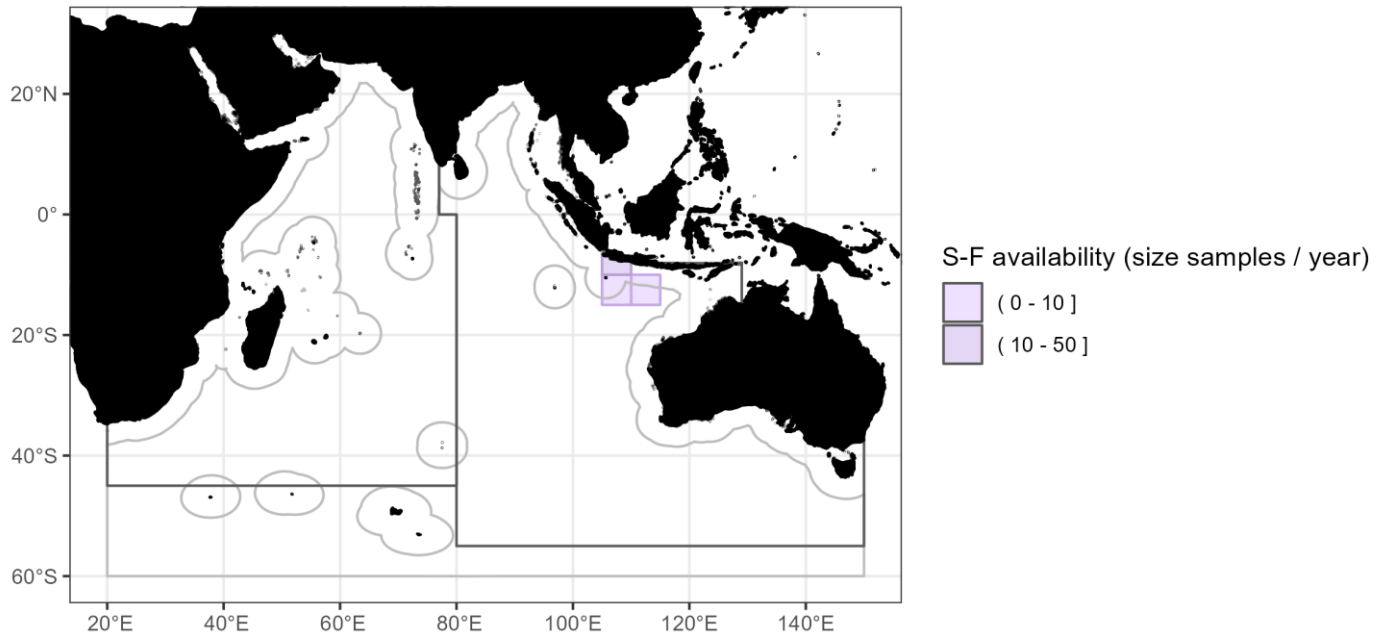 20°N
0°
20°S
40°S
60°S
20°E 40°E 60°E 80°E 100°E 120°E 140°E
S-F availability (size samples / year)
( 0 - 10 ]
( 10 - 50 ]